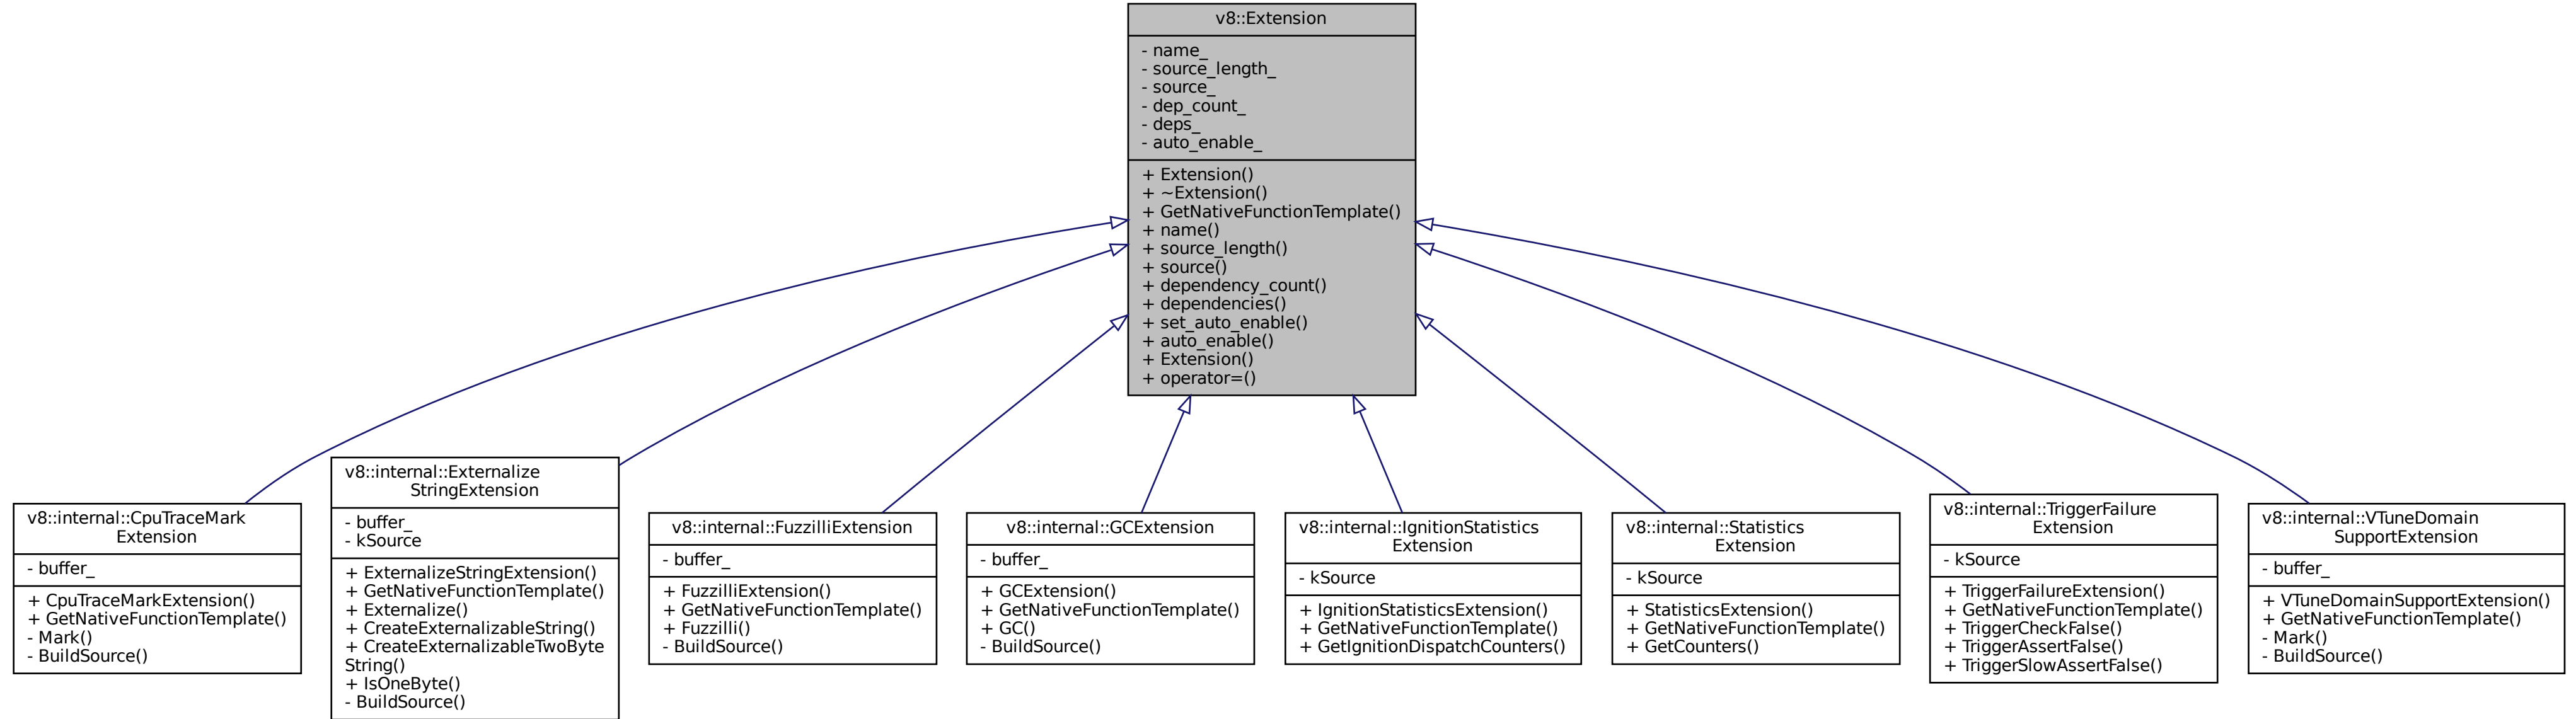 v8::Extension
- name_
- source_length_
- source_
- dep_count_
- deps_
- auto_enable_
+ Extension()
+ ~Extension()
+ GetNativeFunctionTemplate()
+ name()
+ source_length()
+ source()
+ dependency_count()
+ dependencies()
+ set_auto_enable()
+ auto_enable()
+ Extension()
+ operator=()
v8::internal::CpuTraceMark
Extension
- buffer_
+ CpuTraceMarkExtension()
+ GetNativeFunctionTemplate()
- Mark()
- BuildSource()
v8::internal::Externalize
StringExtension
- buffer_
- kSource
+ ExternalizeStringExtension()
+ GetNativeFunctionTemplate()
+ Externalize()
+ CreateExternalizableString()
+ CreateExternalizableTwoByte
String()
+ IsOneByte()
- BuildSource()
v8::internal::FuzzilliExtension
- buffer_
+ FuzzilliExtension()
+ GetNativeFunctionTemplate()
+ Fuzzilli()
- BuildSource()
v8::internal::GCExtension
- buffer_
+ GCExtension()
+ GetNativeFunctionTemplate()
+ GC()
- BuildSource()
v8::internal::IgnitionStatistics
Extension
- kSource
+ IgnitionStatisticsExtension()
+ GetNativeFunctionTemplate()
+ GetIgnitionDispatchCounters()
v8::internal::Statistics
Extension
- kSource
+ StatisticsExtension()
+ GetNativeFunctionTemplate()
+ GetCounters()
v8::internal::TriggerFailure
Extension
- kSource
+ TriggerFailureExtension()
+ GetNativeFunctionTemplate()
+ TriggerCheckFalse()
+ TriggerAssertFalse()
+ TriggerSlowAssertFalse()
v8::internal::VTuneDomain
SupportExtension
- buffer_
+ VTuneDomainSupportExtension()
+ GetNativeFunctionTemplate()
- Mark()
- BuildSource()